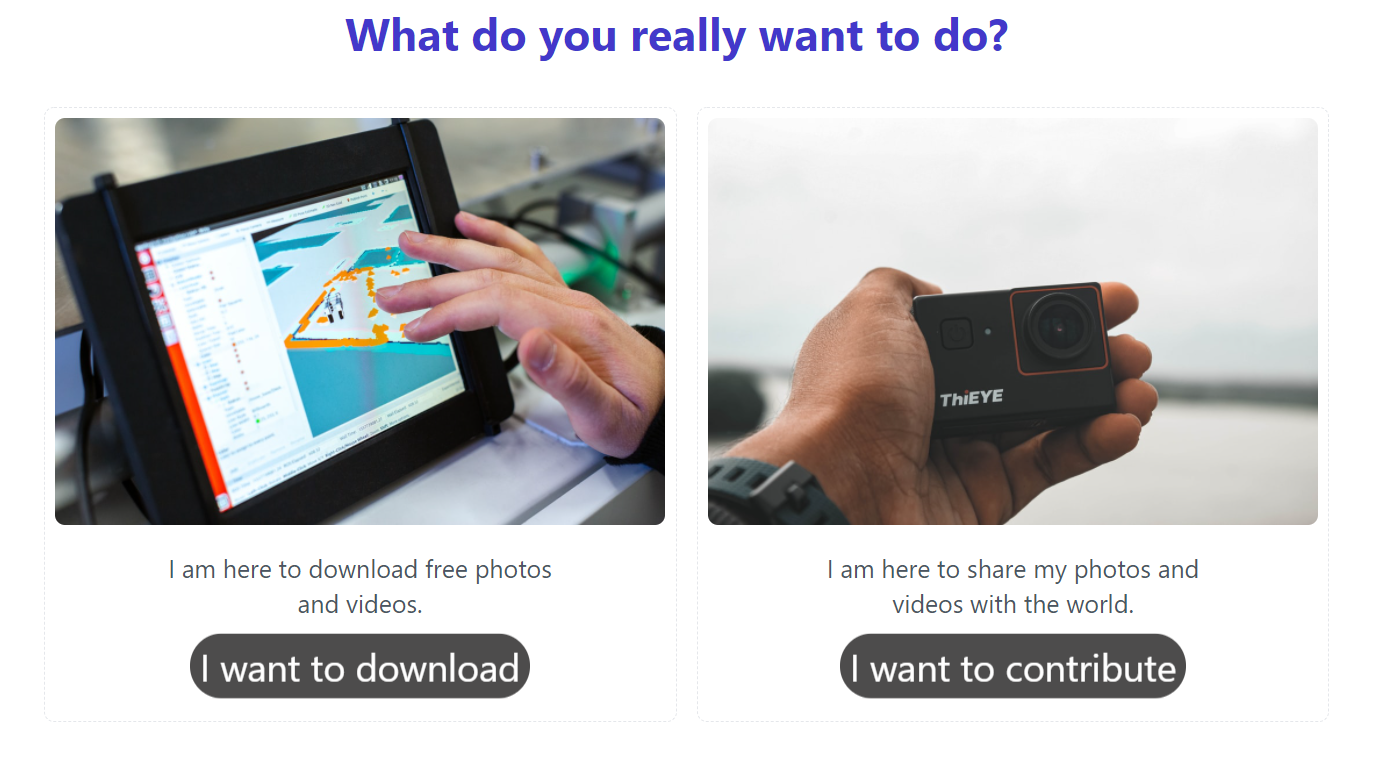 What do you really want to do?
ThiEYE
I am here to download free photos
and videos.
I want to download
I am here to share my photos and
videos with the world.
I want to contribute